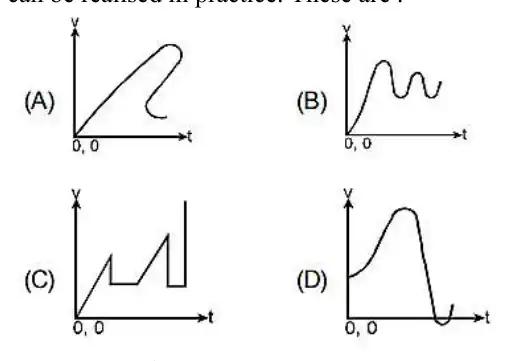 can be realised in practice. These are :
(A) v t 0, 0
(B) v t 0, 0
(C) v t 0, 0
(D) v t 0, 0